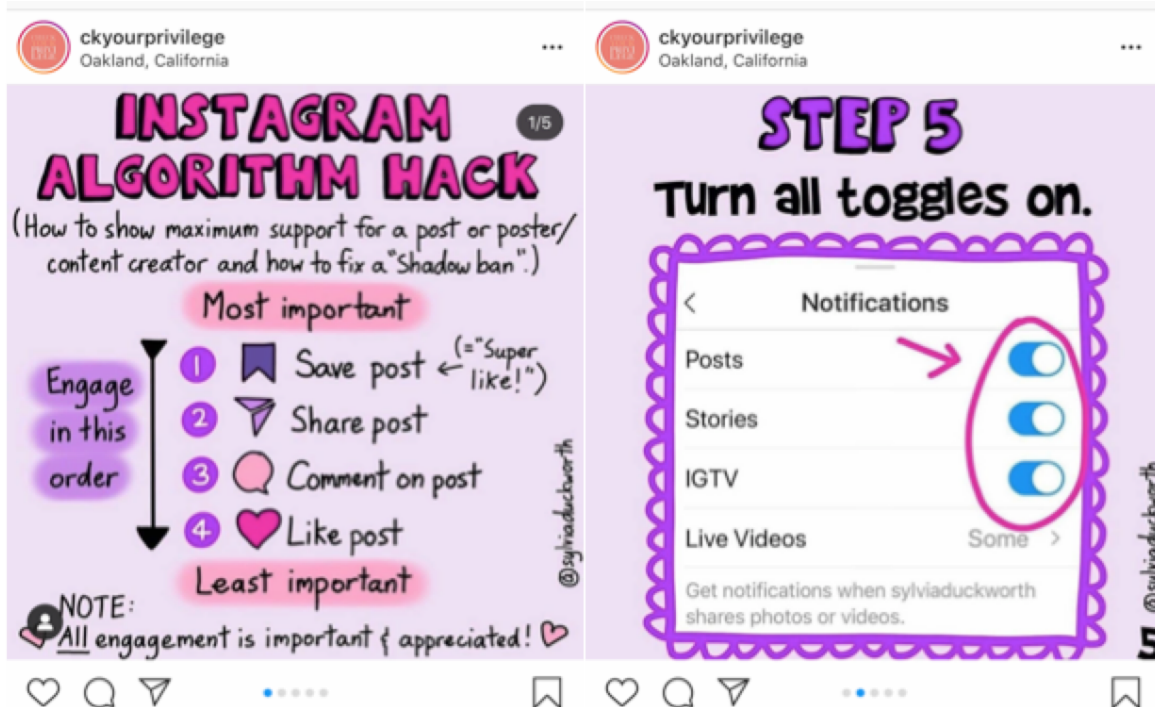 ckyourprivilege
Oakland, California
INSTAGRAM
1/5
ALGORITHM HACK
(How to show maximum support for a post or poster/
content creator and how to fix a "Shadow ban".)
Most important
Engage
in this
order
1 Save post (="Super
like!")
2 Share post
3 Comment on post
4 Like post
Least important
@sylviaduckworth
NOTE:
All engagement is important & appreciated!
ckyourprivilege
Oakland, California
STEP 5
Turn all toggles on.
Notifications
Posts
Stories
IGTV
Live Videos Some
Get notifications when sylviaduckworth
shares photos or videos.
@sylviaduckworth
5